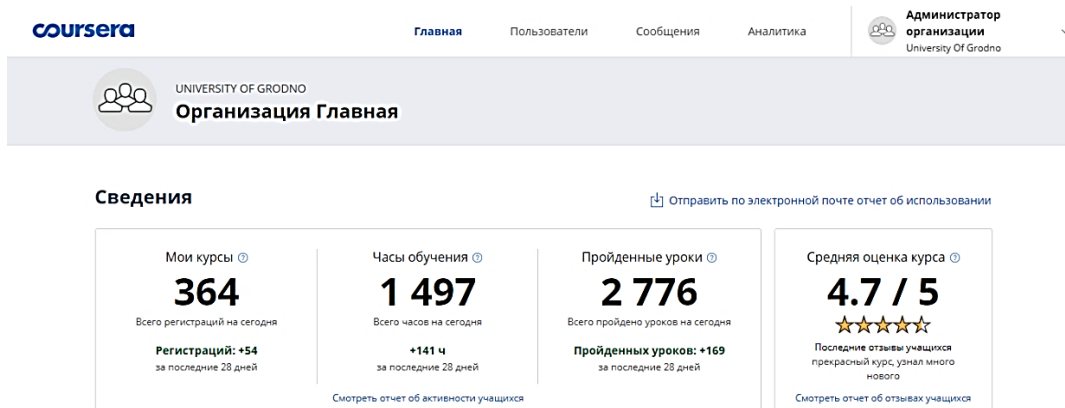 coursera
Главная Пользователи Сообщения Аналитика
Администратор
организации
University Of Grodno
UNIVERSITY OF GRODNO
Организация Главная
Сведения
Отправить по электронной почте отчет об использовании
Мои курсы
364
Всего регистраций на сегодня
Регистраций: +54
за последние 28 дней
Часы обучения
1 497
Всего часов на сегодня
+141 ч
за последние 28 дней
Пройденные уроки
2 776
Всего пройдено уроков на сегодня
Пройденных уроков: +169
за последние 28 дней
Смотреть отчет об активности учащихся
Средняя оценка курса
4.7 / 5
Последние отзывы учащихся
прекрасный курс, узнал много
нового
Смотреть отчет об отзывах учащихся